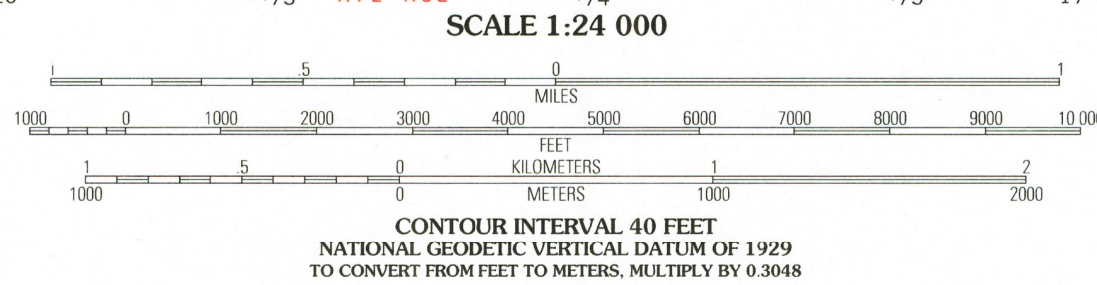 SCALE 1:24 000
1 .5 0 1
MILES
1000 0 1000 2000 3000 4000 5000 6000 7000 8000 9000 10 000
FEET
1 .5 0 KILOMETERS 1 2
1000 0 METERS 1000 2000
CONTOUR INTERVAL 40 FEET
NATIONAL GEODETIC VERTICAL DATUM OF 1929
TO CONVERT FROM FEET TO METERS, MULTIPLY BY 0.3048